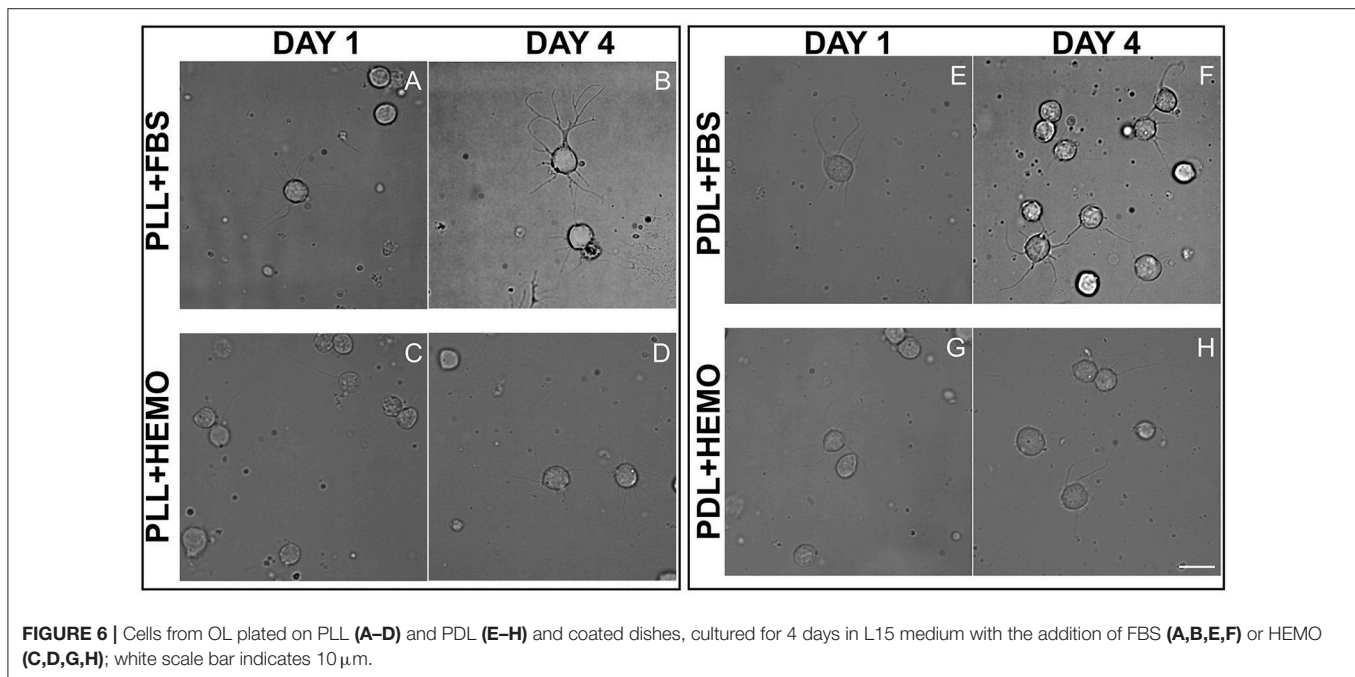 DAY 1
DAY 4
DAY 1
DAY 4
PLL+FBS
A
B
PDL+FBS
E
F
PLL+HEMO
C
D
PDL+HEMO
G
H
FIGURE 6 | Cells from OL plated on PLL (A–D) and PDL (E–H) and coated dishes, cultured for 4 days in L15 medium with the addition of FBS (A,B,E,F) or HEMO
(C,D,G,H); white scale bar indicates 10 μm.